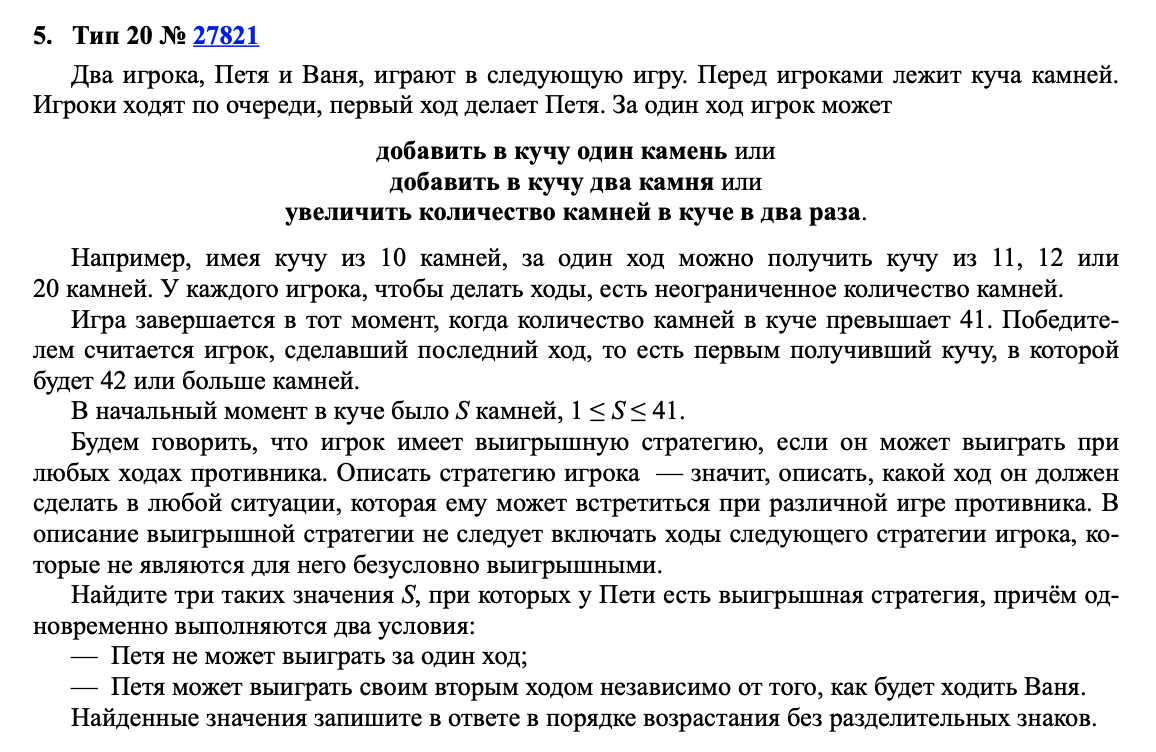 5. Тип 20 № 27821
Два игрока, Петя и Ваня, играют в следующую игру. Перед игроками лежит куча камней.
Игроки ходят по очереди, первый ход делает Петя. За один ход игрок может
добавить в кучу один камень или
добавить в кучу два камня или
увеличить количество камней в куче в два раза.
Например, имея кучу из 10 камней, за один ход можно получить кучу из 11, 12 или
20 камней. У каждого игрока, чтобы делать ходы, есть неограниченное количество камней.
Игра завершается в тот момент, когда количество камней в куче превышает 41. Победите-
лем считается игрок, сделавший последний ход, то есть первым получивший кучу, в которой
будет 42 или больше камней.
В начальный момент в куче было S камней, 1 ≤ S ≤ 41.
Будем говорить, что игрок имеет выигрышную стратегию, если он может выиграть при
любых ходах противника. Описать стратегию игрока — значит, описать, какой ход он должен
сделать в любой ситуации, которая ему может встретиться при различной игре противника. В
описание выигрышной стратегии не следует включать ходы следующего стратегии игрока, ко-
торые не являются для него безусловно выигрышными.
Найдите три таких значения S, при которых у Пети есть выигрышная стратегия, причём од-
новременно выполняются два условия:
— Петя не может выиграть за один ход;
— Петя может выиграть своим вторым ходом независимо от того, как будет ходить Ваня.
Найденные значения запишите в ответе в порядке возрастания без разделительных знаков.